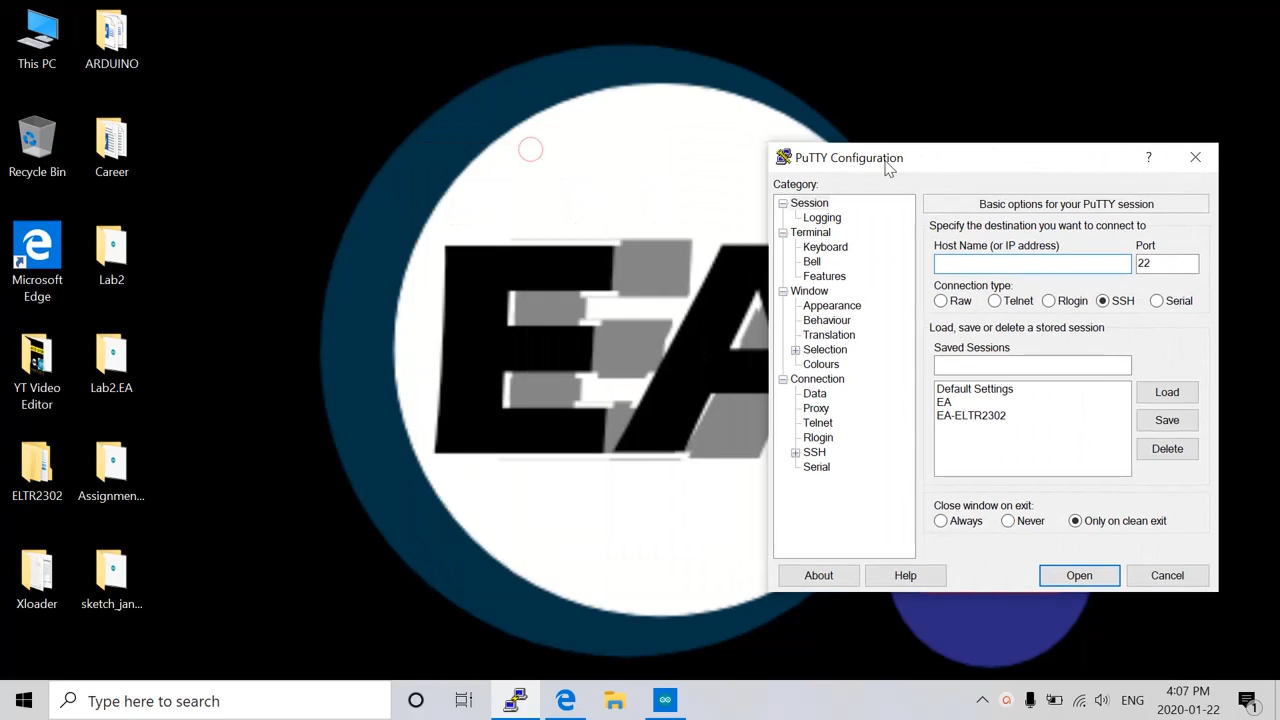 This PC
ARDUINO
Recycle Bin
Career
Microsoft
Edge
Lab2
YT Video
Editor
Lab2.EA
ELTR2302
Assignmen...
Xloader
sketch_jan...
EA
PuTTY Configuration
?
Category:
Session
Logging
Terminal
Keyboard
Bell
Features
Window
Appearance
Behaviour
Translation
Selection
Colours
Connection
Data
Proxy
Telnet
Rlogin
SSH
Serial
Basic options for your PuTTY session
Specify the destination you want to connect to
Host Name (or IP address) Port
22
Connection type:
Raw Telnet Rlogin SSH Serial
Load, save or delete a stored session
Saved Sessions
Default Settings
EA
EA-ELTR2302
Load
Save
Delete
Close window on exit:
Always Never Only on clean exit
About Help Open Cancel
Type here to search
ENG
4:07 PM
2020-01-22
1